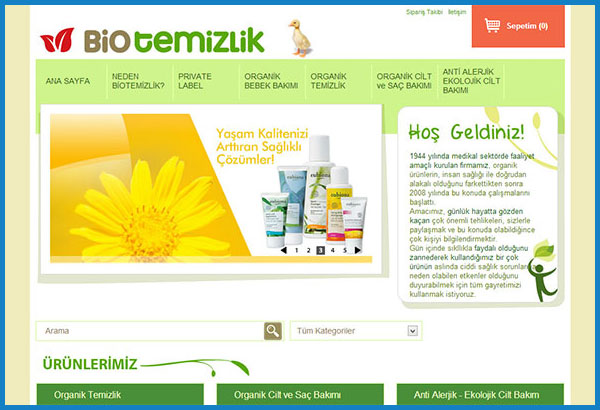 Sipariş Takibi İletişim
Sepetim (0)
BiOtemizlik
ANA SAYFA
NEDEN
BİOTEMİZLİK?
PRIVATE
LABEL
ORGANİK
BEBEK BAKIMI
ORGANİK
TEMİZLİK
ORGANİK CİLT
ve SAÇ BAKIMI
ANTİ ALERJİK
EKOLOJİK CİLT
BAKIMI
Yaşam Kalitenizi
Arttıran Sağlıklı
Çözümler!
1 2 3 4 5
Hoş Geldiniz!
1944 yılında medikal sektörde faaliyet
amaçlı kurulan firmamız, organik
ürünlerin, insan sağlığı ile doğrudan
alakalı olduğunu farkettikten sonra
2008 yılında bu konuda çalışmalarını
başlattı.
Amacımız, günlük hayatta gözden
kaçan çok önemli tehlikeleri, sizlerle
paylaşmak ve bu konuda olabildiğince
çok kişiyi bilgilendirmektir.
Gün içinde sıklıkla faydalı olduğunu
zannederek kullandığımız bir çok
ürünün aslında ciddi sağlık sorunlarına
neden olabilen etkenler olduğunu
duyurabilmek için tüm gayretimizi
kullanmak istiyoruz.
Arama
Tüm Kategoriler
ÜRÜNLERİMİZ
Organik Temizlik
Organik Cilt ve Saç Bakımı
Anti Alerjik - Ekolojik Cilt Bakım